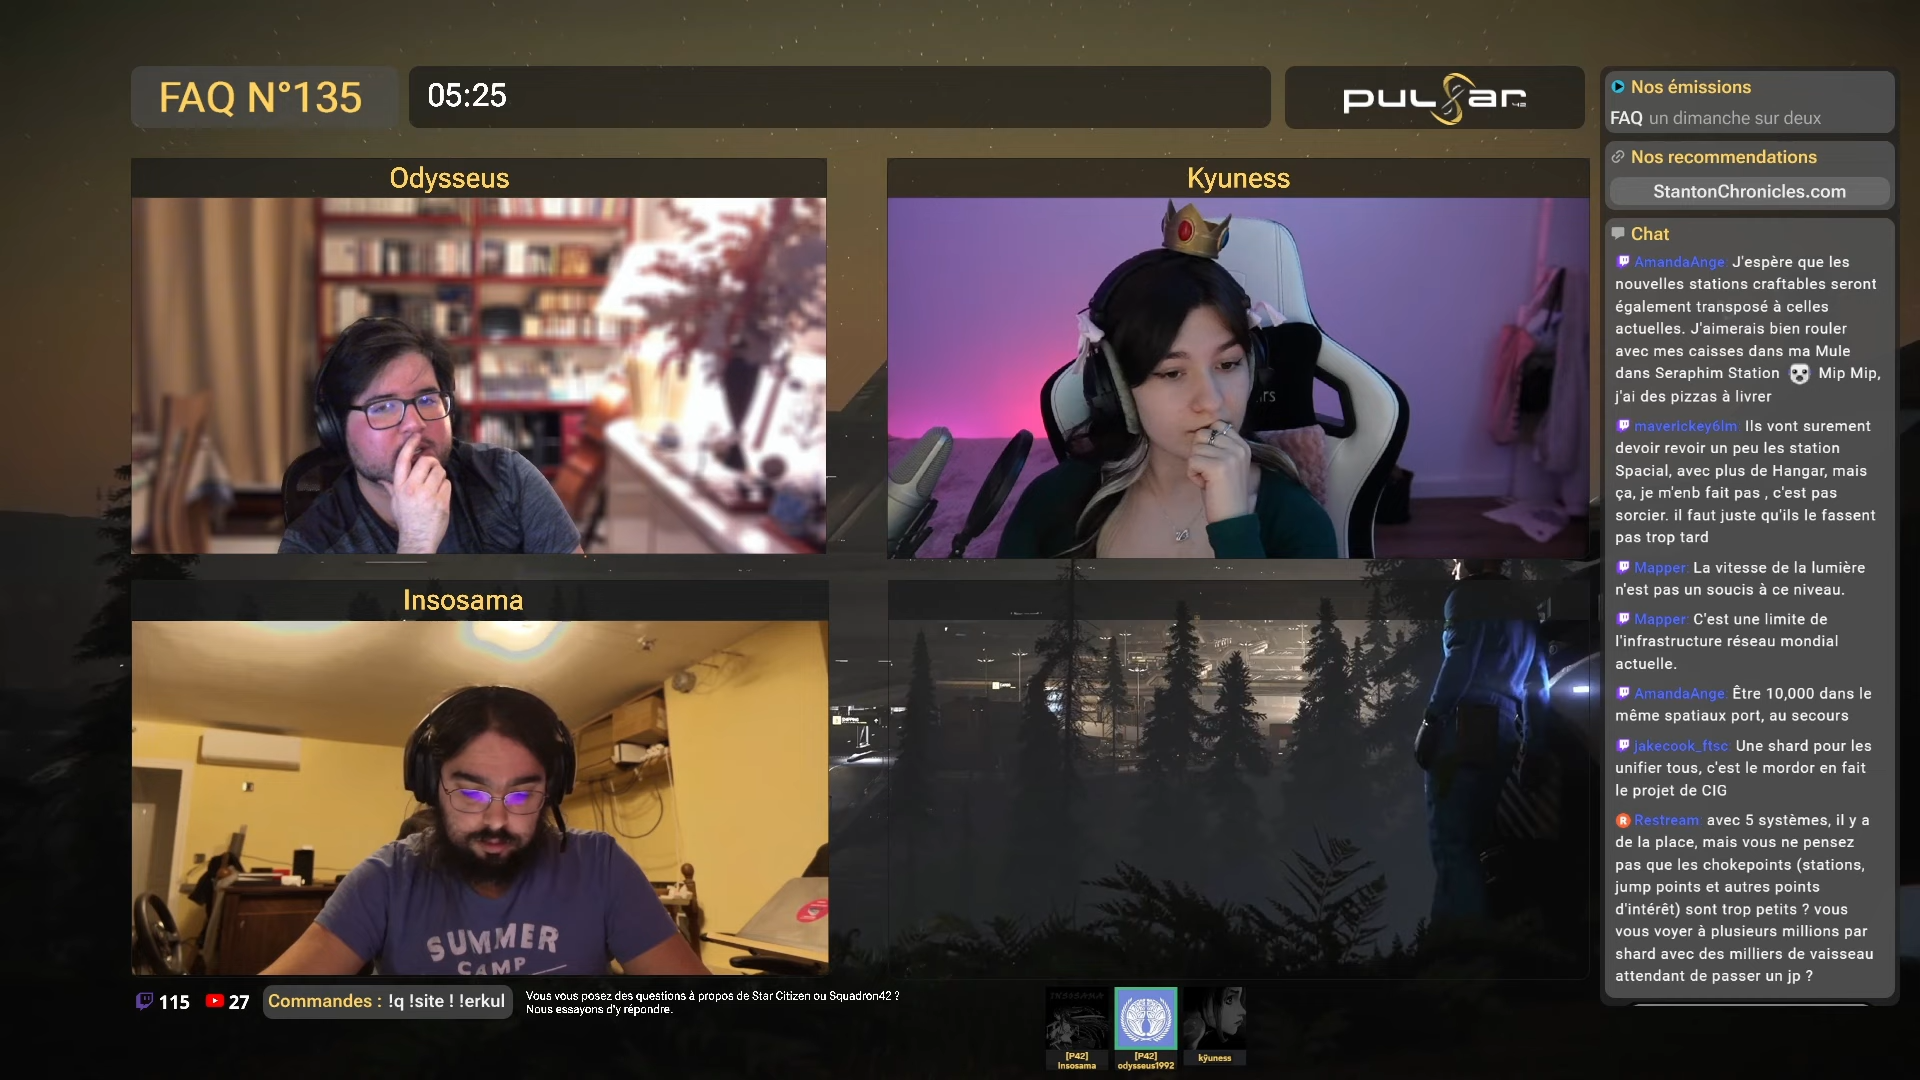 FAQ N°135
05:25
pulsar 42
Odysseus
Kyuness
Insosama
SUMMER
CAMP
115
27
Commandes : !q !site ! !erkul
Vous vous posez des questions à propos de Star Citizen ou Squadron42 ?
Nous essayons d'y répondre.
[P42]
Insosama
[P42]
odysseus1992
kÿuness
Nos émissions
FAQ un dimanche sur deux
Nos recommendations
StantonChronicles.com
Chat
AmandaAnge: J'espère que les
nouvelles stations craftables seront
également transposé à celles
actuelles. J'aimerais bien rouler
avec mes caisses dans ma Mule
dans Seraphim Station Mip Mip,
j'ai des pizzas à livrer
maverickey6lm: Ils vont surement
devoir revoir un peu les station
Spacial, avec plus de Hangar, mais
ça, je m'enb fait pas , c'est pas
sorcier. il faut juste qu'ils le fassent
pas trop tard
Mapper: La vitesse de la lumière
n'est pas un soucis à ce niveau.
Mapper: C'est une limite de
l'infrastructure réseau mondial
actuelle.
AmandaAnge: Être 10,000 dans le
même spatiaux port, au secours
jakecook_ftsc: Une shard pour les
unifier tous, c'est le mordor en fait
le projet de CIG
Restream: avec 5 systèmes, il y a
de la place, mais vous ne pensez
pas que les chokepoints (stations,
jump points et autres points
d'intérêt) sont trop petits ? vous
vous voyer à plusieurs millions par
shard avec des milliers de vaisseau
attendant de passer un jp ?